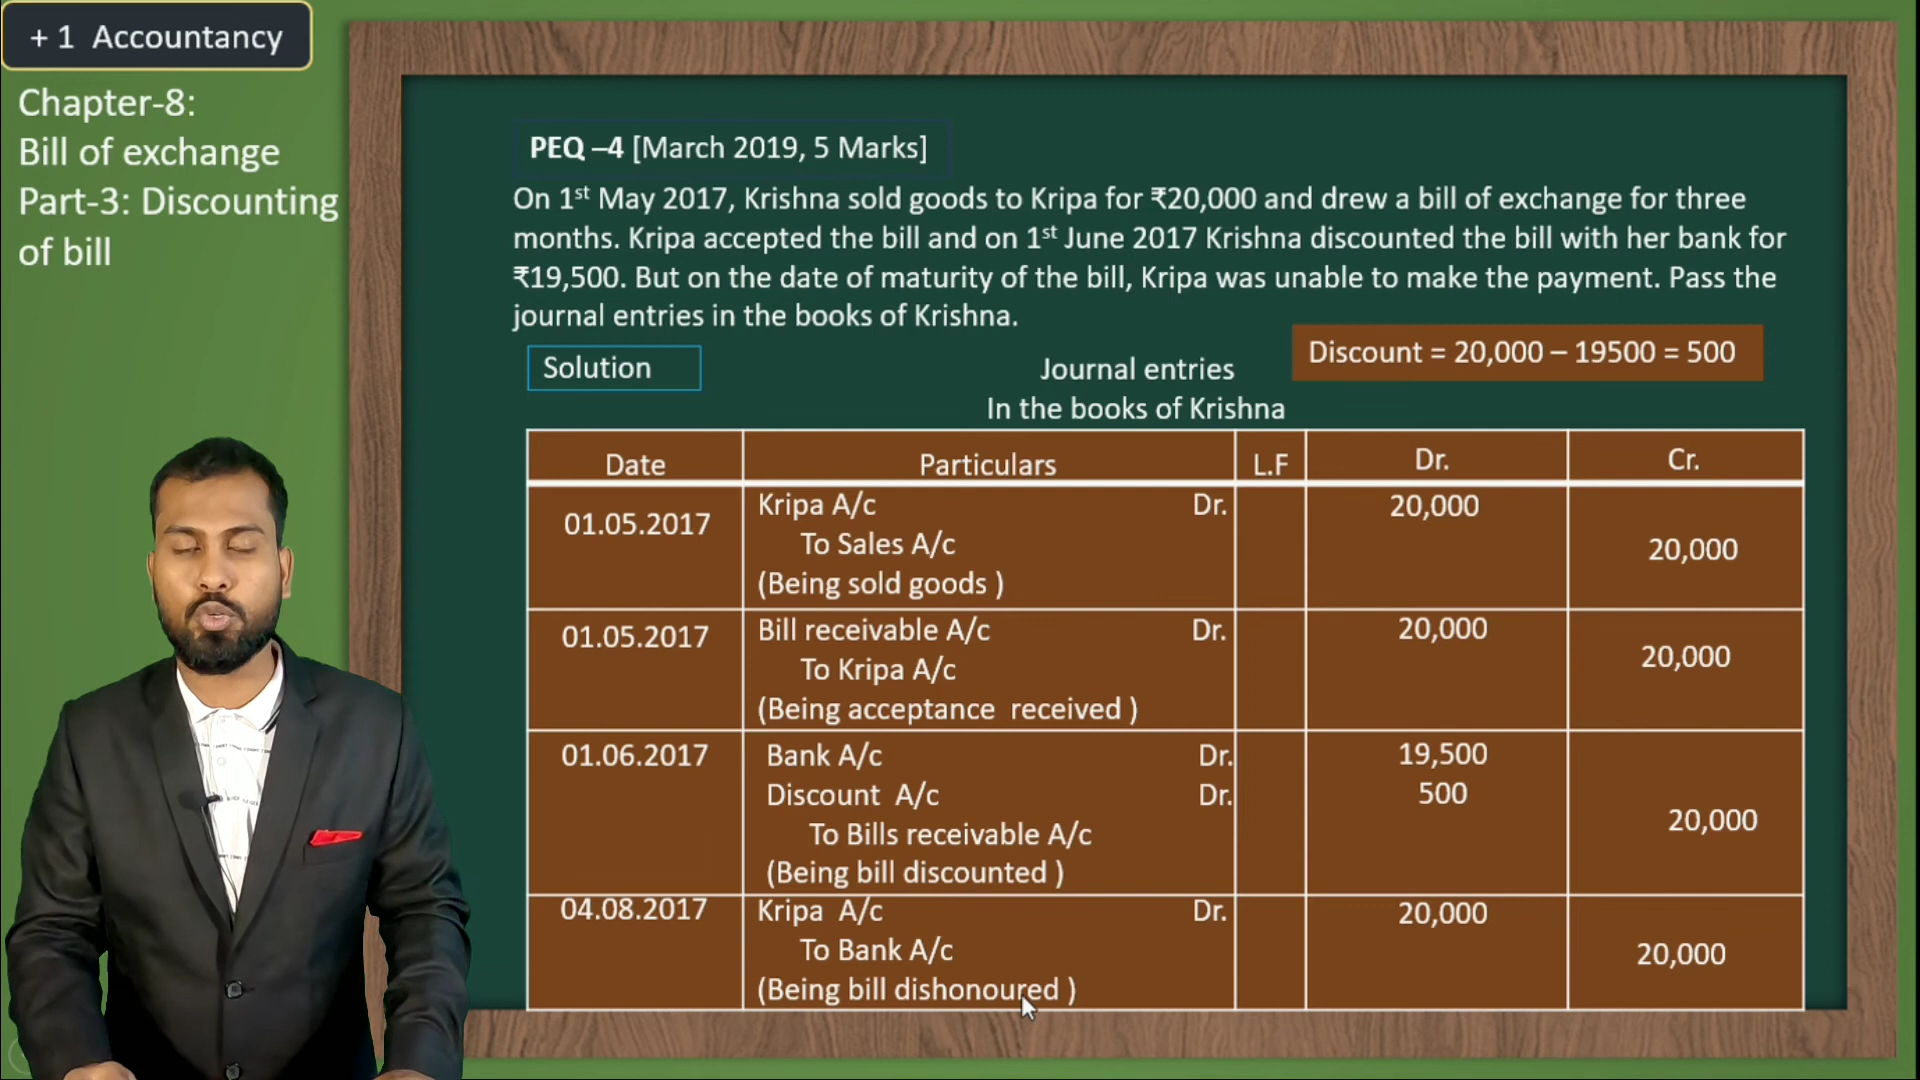 + 1 Accountancy
Chapter-8:
Bill of exchange
Part-3: Discounting
of bill
PEQ –4 [March 2019, 5 Marks]
On 1st May 2017, Krishna sold goods to Kripa for ₹20,000 and drew a bill of exchange for three
months. Kripa accepted the bill and on 1st June 2017 Krishna discounted the bill with her bank for
₹19,500. But on the date of maturity of the bill, Kripa was unable to make the payment. Pass the
journal entries in the books of Krishna.
Discount = 20,000 – 19500 = 500
Solution
Journal entries
In the books of Krishna
Date Particulars L.F Dr. Cr.
01.05.2017 Kripa A/c Dr. 20,000
To Sales A/c 20,000
(Being sold goods )
01.05.2017 Bill receivable A/c Dr. 20,000
To Kripa A/c 20,000
(Being acceptance received )
01.06.2017 Bank A/c Dr. 19,500
Discount A/c Dr. 500
To Bills receivable A/c 20,000
(Being bill discounted )
04.08.2017 Kripa A/c Dr. 20,000
To Bank A/c 20,000
(Being bill dishonoured )